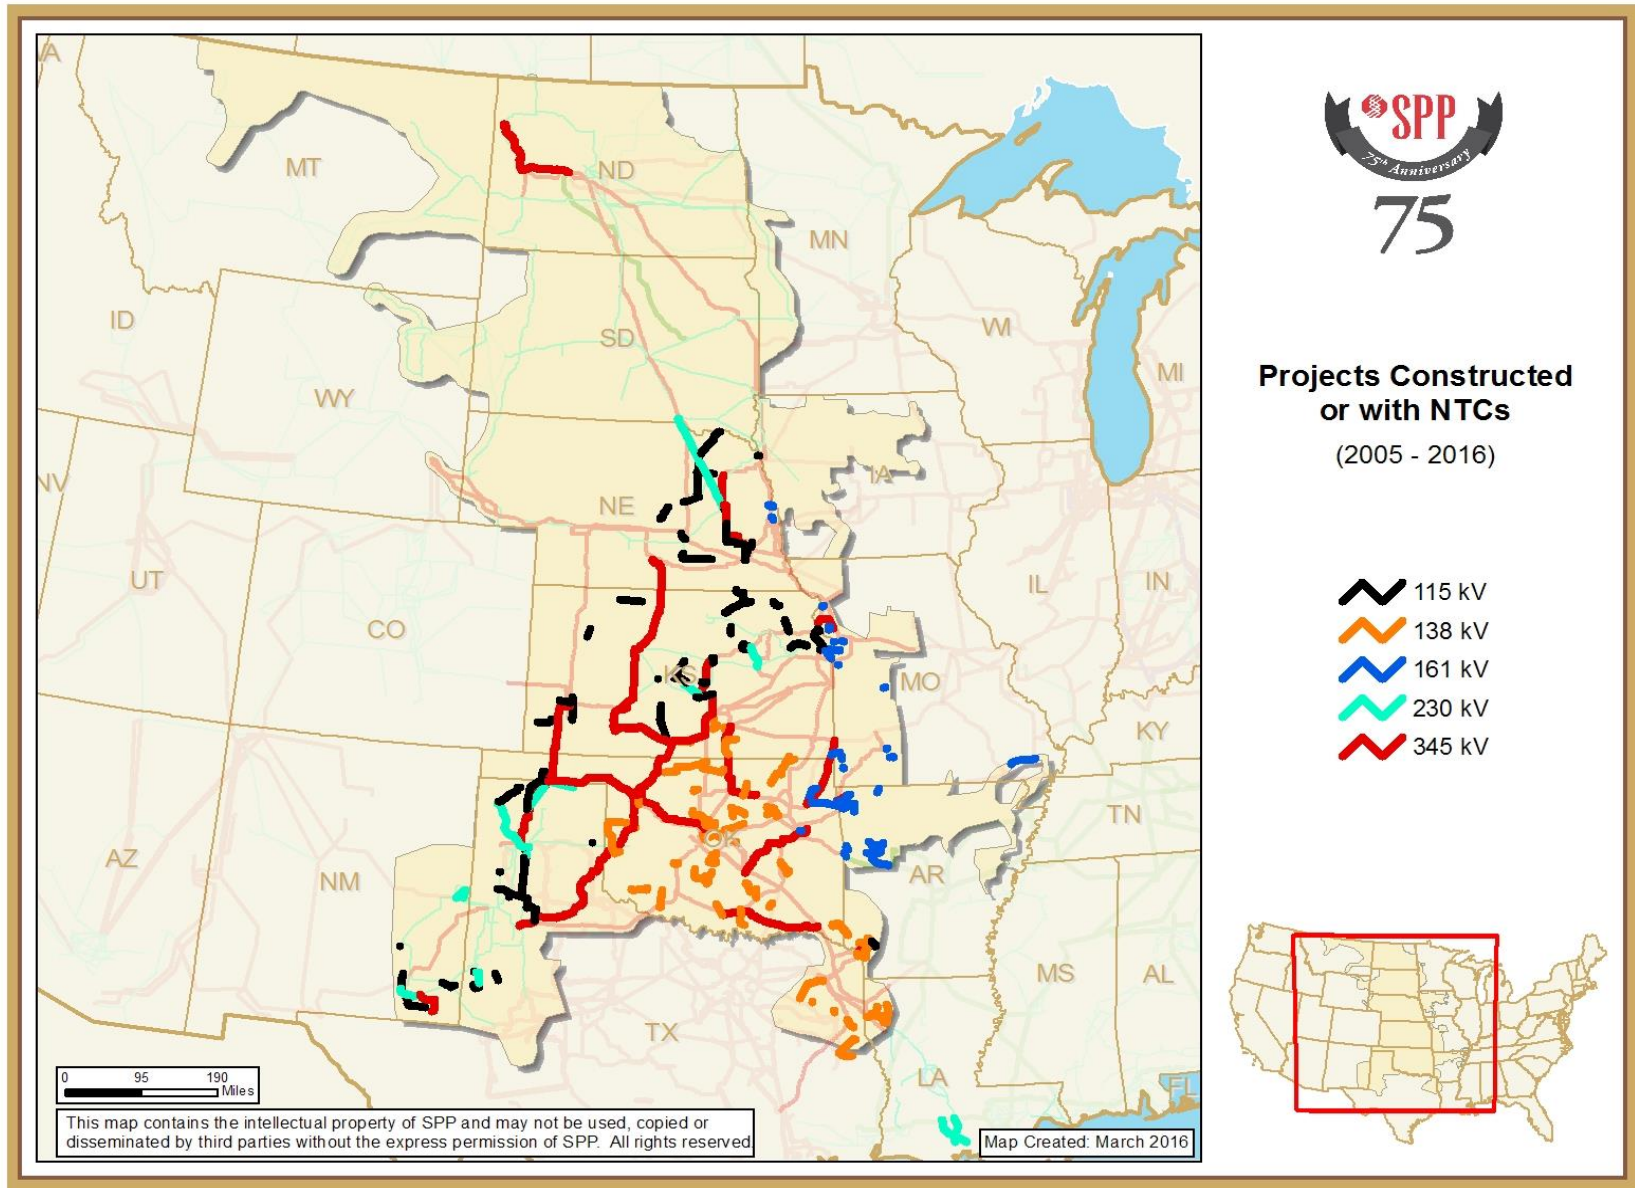 VA
MT
ND
MN
ID
SD
WI
MI
WY
IA
NV
NE
UT
IL
IN
CO
KS
MO
KY
OK
TN
AZ
NM
AR
MS
AL
TX
LA
FL
0 95 190
Miles
This map contains the intellectual property of SPP and may not be used, copied or
disseminated by third parties without the express permission of SPP. All rights reserved
Map Created: March 2016
SPP
75th Anniversary
75
Projects Constructed
or with NTCs
(2005 - 2016)
115 kV
138 kV
161 kV
230 kV
345 kV